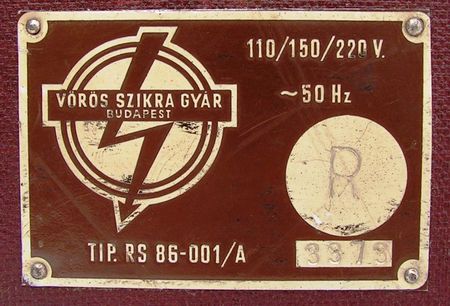 110/150/220 V.
~50 Hz
VÖRÖS SZIKRA GYÁR
BUDAPEST
R
TIP. RS 86-001/A
3373